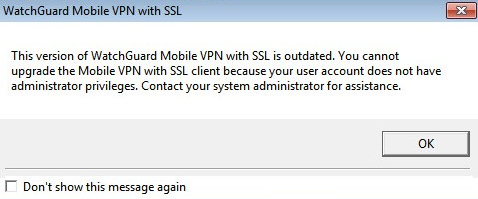 WatchGuard Mobile VPN with SSL
This version of WatchGuard Mobile VPN with SSL is outdated. You cannot
upgrade the Mobile VPN with SSL client because your user account does not have
administrator privileges. Contact your system administrator for assistance.
OK
Don't show this message again